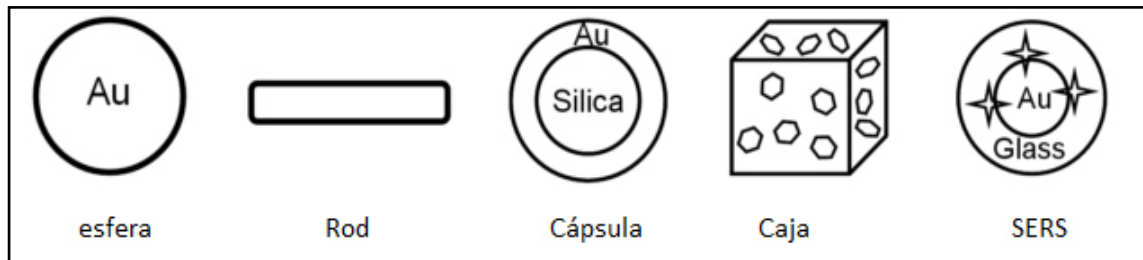 Au
Au
Silica
Au
Glass
esfera Rod Cápsula Caja SERS